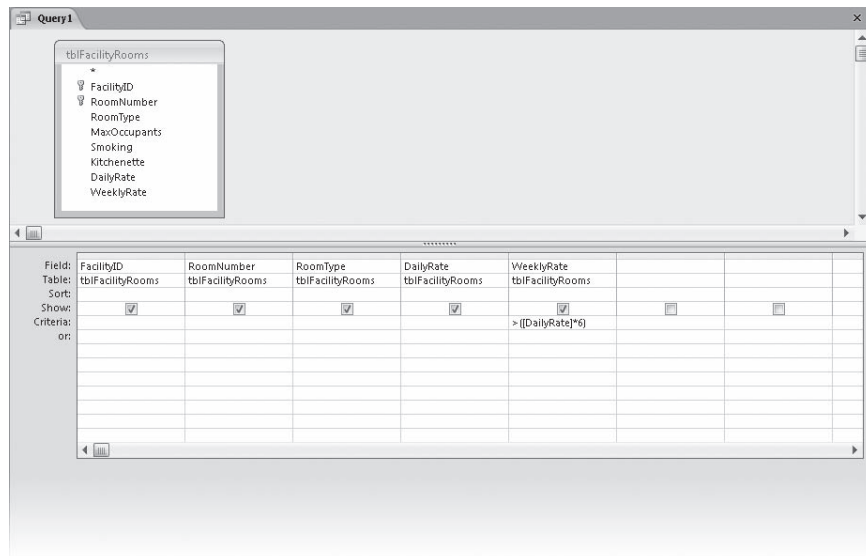 Query1
tblFacilityRooms
*
FacilityID
RoomNumber
RoomType
MaxOccupants
Smoking
Kitchenette
DailyRate
WeeklyRate
Field: FacilityID RoomNumber RoomType DailyRate WeeklyRate
Table: tblFacilityRooms tblFacilityRooms tblFacilityRooms tblFacilityRooms tblFacilityRooms
Sort:
Show:
Criteria: >([DailyRate]*6)
or: